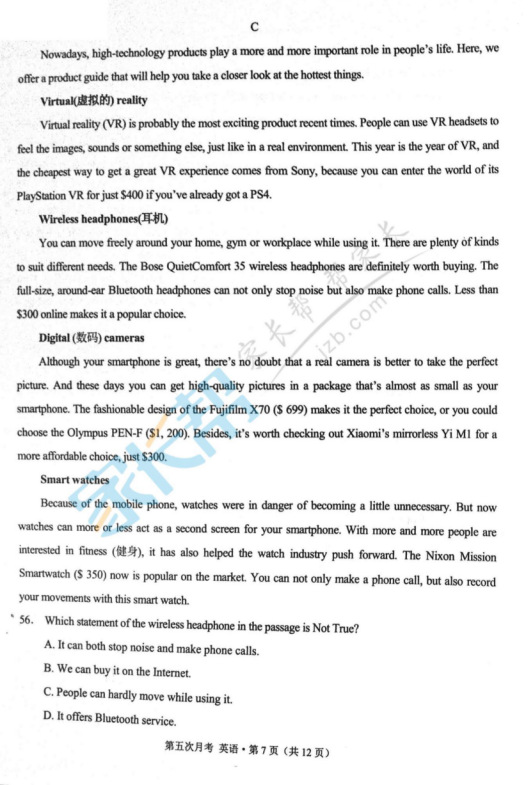 C
Nowadays, high-technology products play a more and more important role in people's life. Here, we
offer a product guide that will help you take a closer look at the hottest things.
Virtual(虚拟的) reality
Virtual reality (VR) is probably the most exciting product recent times. People can use VR headsets to
feel the images, sounds or something else, just like in a real environment. This year is the year of VR, and
the cheapest way to get a great VR experience comes from Sony, because you can enter the world of its
PlayStation VR for just $400 if you've already got a PS4.
Wireless headphones(耳机)
You can move freely around your home, gym or workplace while using it. There are plenty of kinds
to suit different needs. The Bose QuietComfort 35 wireless headphones are definitely worth buying. The
full-size, around-ear Bluetooth headphones can not only stop noise but also make phone calls. Less than
$300 online makes it a popular choice.
Digital (数码) cameras
Although your smartphone is great, there's no doubt that a real camera is better to take the perfect
picture. And these days you can get high-quality pictures in a package that's almost as small as your
smartphone. The fashionable design of the Fujifilm X70 ($ 699) makes it the perfect choice, or you could
choose the Olympus PEN-F ($1, 200). Besides, it's worth checking out Xiaomi's mirrorless Yi M1 for a
more affordable choice, just $300.
Smart watches
Because of the mobile phone, watches were in danger of becoming a little unnecessary. But now
watches can more or less act as a second screen for your smartphone. With more and more people are
interested in fitness (健身), it has also helped the watch industry push forward. The Nixon Mission
Smartwatch ($ 350) now is popular on the market. You can not only make a phone call, but also record
your movements with this smart watch.
56. Which statement of the wireless headphone in the passage is Not True?
A. It can both stop noise and make phone calls.
B. We can buy it on the Internet.
C. People can hardly move while using it.
D. It offers Bluetooth service.
第五次月考 英语·第 7 页（共 12 页）
家长帮
家长帮 帮家长
jzb.com